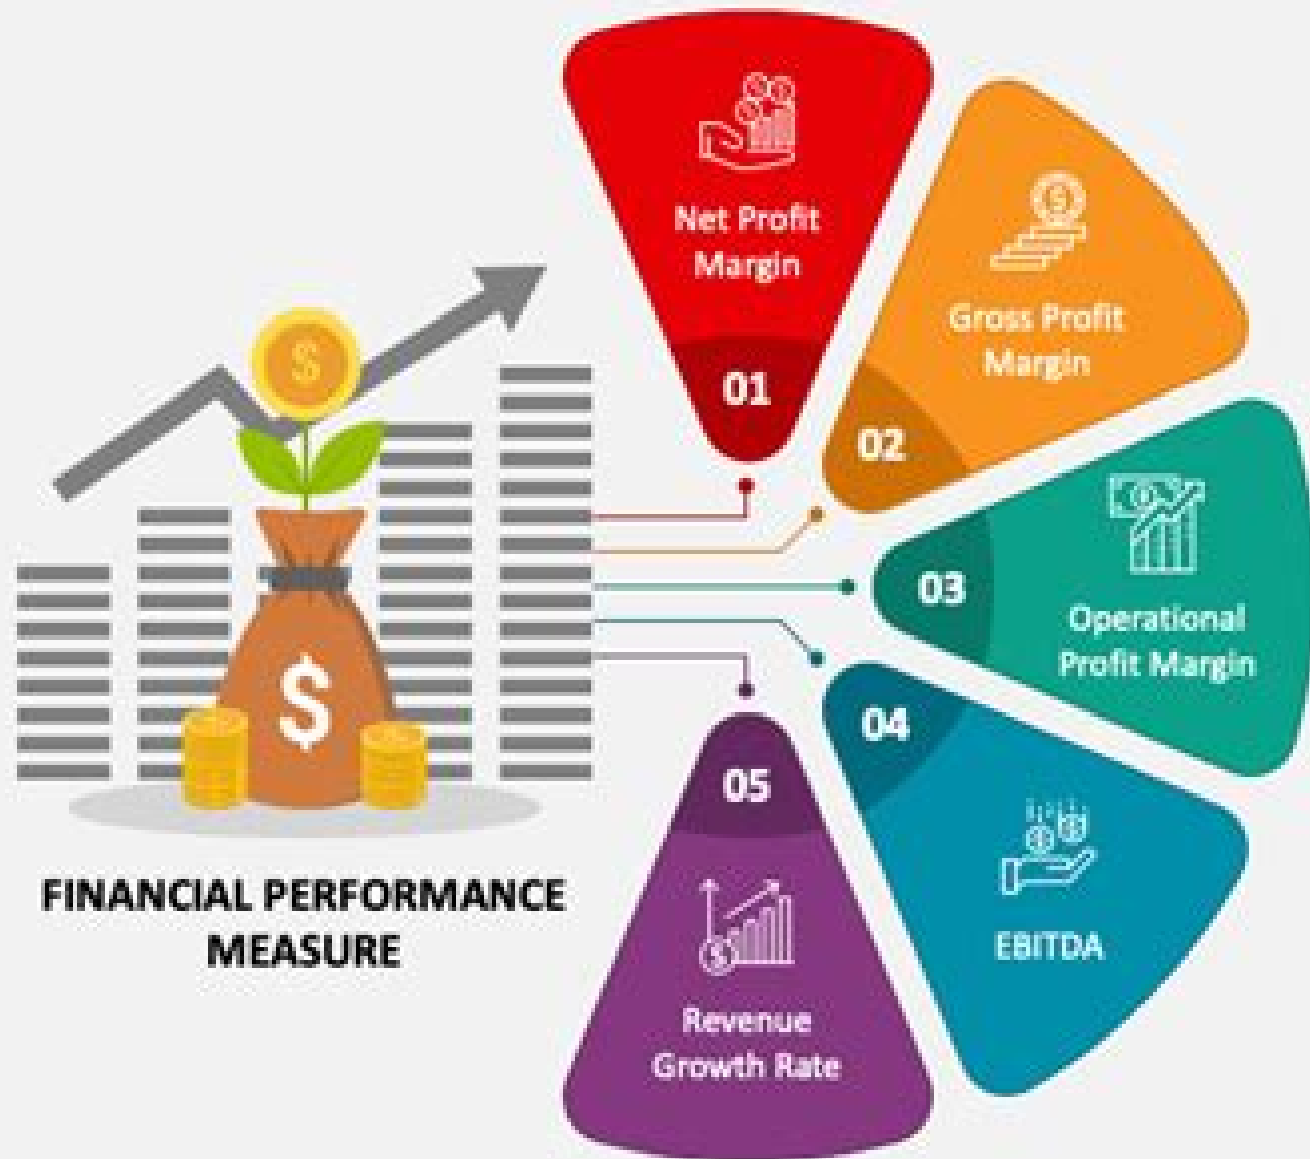 Net Profit
Margin
01
Gross Profit
Margin
02
03
Operational
Profit Margin
04
EBITDA
05
Revenue
Growth Rate
$
$
FINANCIAL PERFORMANCE
MEASURE